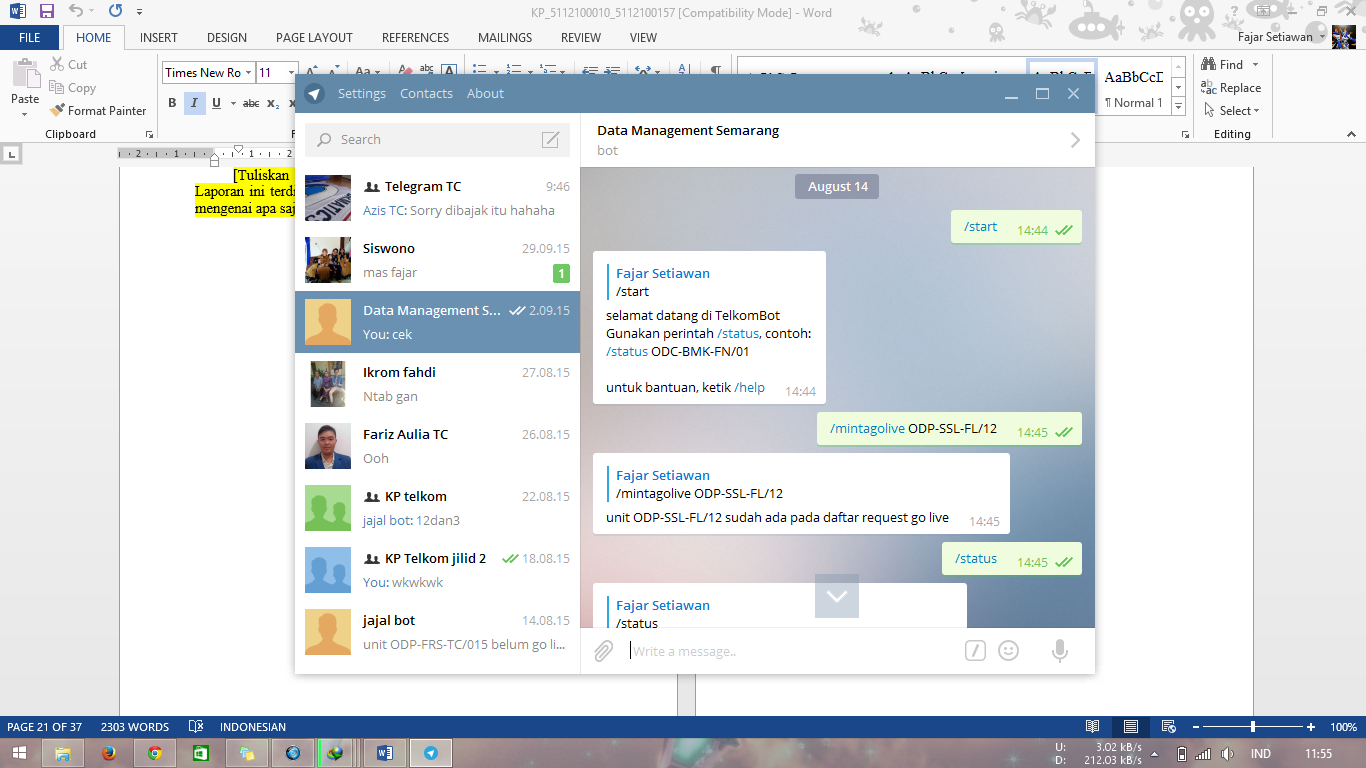 KP_5112100010_5112100157 [Compatibility Mode] - Word
FILE
HOME
INSERT
DESIGN
PAGE LAYOUT
REFERENCES
MAILINGS
REVIEW
VIEW
Fajar Setiawan
Paste
Cut
Copy
Format Painter
Clipboard
Times New Ro
11
B I U abc x₂
AaBbCcI
¶ Normal 1
Find
Replace
Select
Editing
[Tuliskan
Laporan ini
mengenai apa
Settings
Contacts
About
Search
Telegram TC
9:46
Azis TC: Sorry dibajak itu hahaha
Siswono
29.09.15
mas fajar
1
Data Management S...
2.09.15
You: cek
Ikrom fahdi
27.08.15
Ntab gan
Fariz Aulia TC
26.08.15
Ooh
KP telkom
22.08.15
jajal bot: 12dan3
KP Telkom jilid 2
18.08.15
You: wkwkwk
jajal bot
14.08.15
unit ODP-FRS-TC/015 belum go li...
Data Management Semarang
bot
August 14
/start 14:44
Fajar Setiawan
/start
selamat datang di TelkomBot
Gunakan perintah /status, contoh:
/status ODC-BMK-FN/01
untuk bantuan, ketik /help 14:44
/mintagolive ODP-SSL-FL/12 14:45
Fajar Setiawan
/mintagolive ODP-SSL-FL/12
unit ODP-SSL-FL/12 sudah ada pada daftar request go live 14:45
/status 14:45
Fajar Setiawan
/status
Write a message..
PAGE 21 OF 37
2303 WORDS
INDONESIAN
100%
U: 3.02 kB/s
D: 212.03 kB/s
IND
11:55